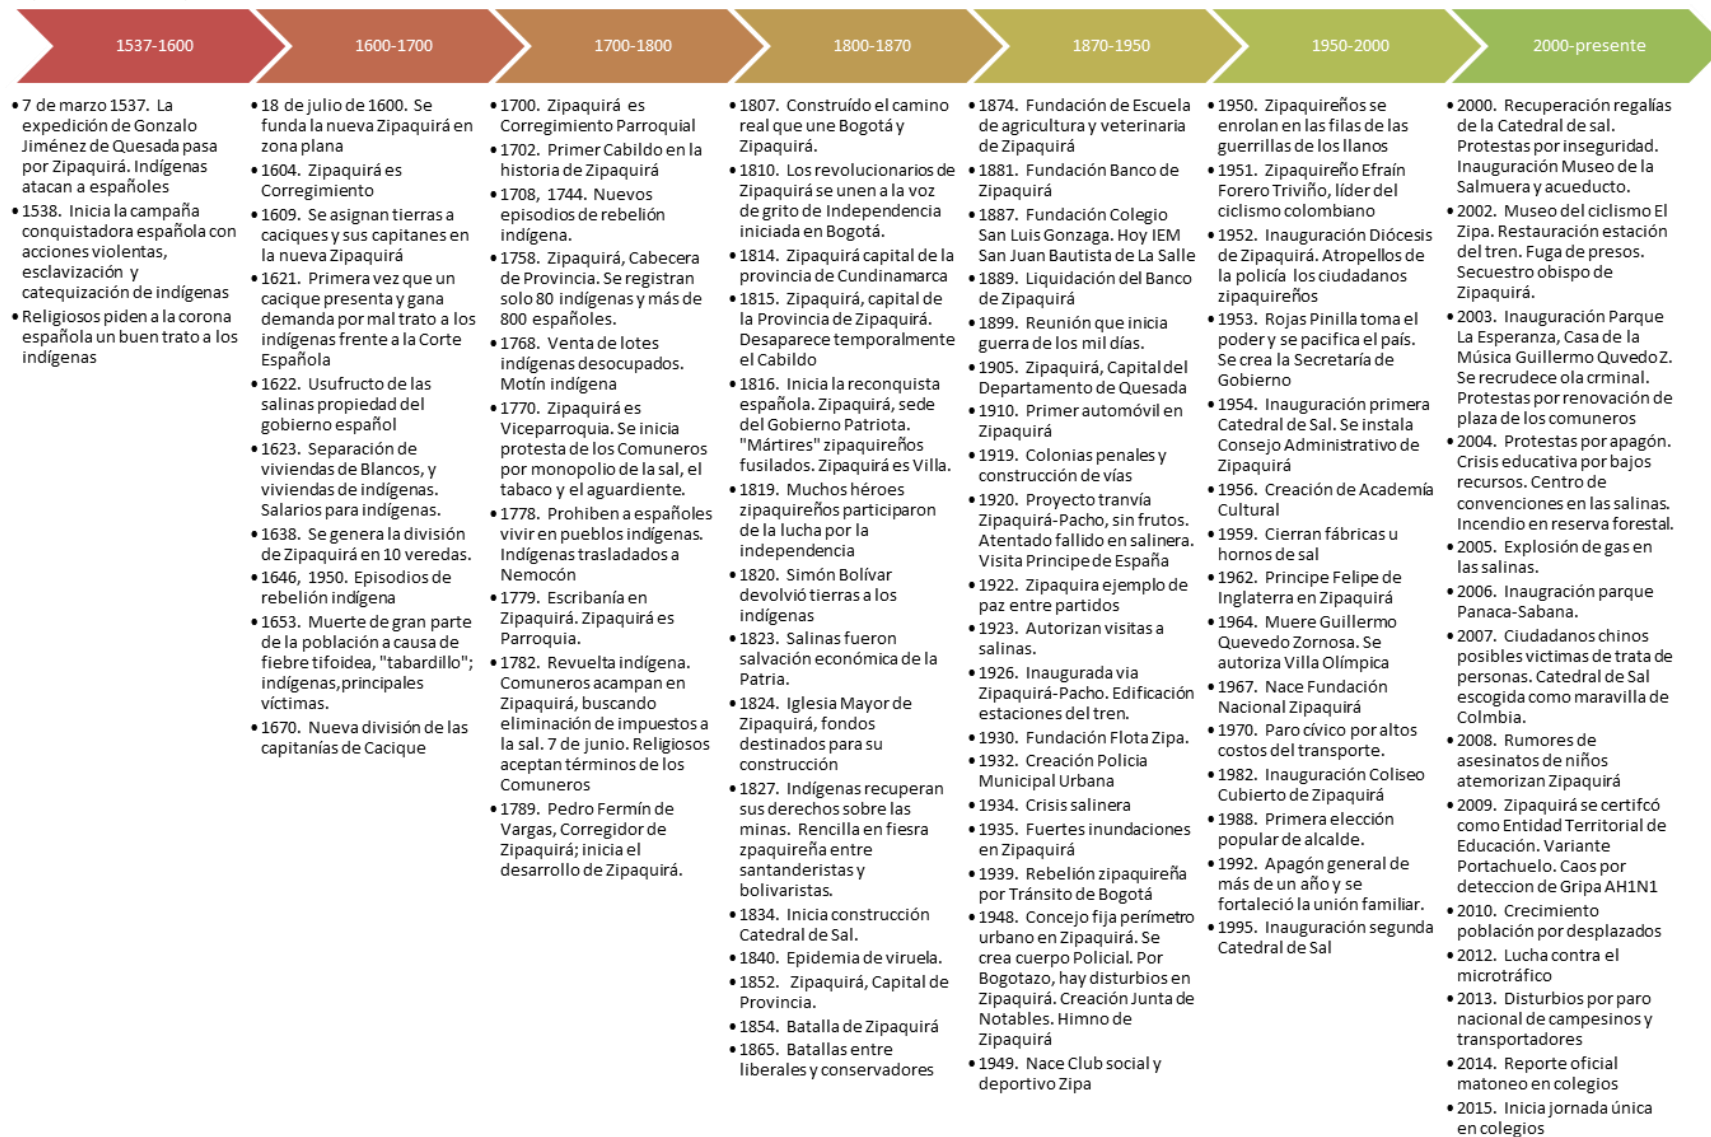 1537-1600
• 7 de marzo 1537. La
expedición de Gonzalo
Jiménez de Quesada pasa
por Zipaquirá. Indígenas
atacan a españoles
• 1538. Inicia la campaña
conquistadora española con
acciones violentas,
esclavización y
catequización de indígenas
• Religiosos piden a la corona
española un buen trato a los
indígenas
1600-1700
• 18 de julio de 1600. Se
funda la nueva Zipaquirá en
zona plana
• 1604. Zipaquirá es
Corregimiento
• 1609. Se asignan tierras a
caciques y sus capitanes en
la nueva Zipaquirá
• 1621. Primera vez que un
cacique presenta y gana
demanda por mal trato a los
indígenas frente a la Corte
Española
• 1622. Usufructo de las
salinas propiedad del
gobierno español
• 1623. Separación de
viviendas de Blancos, y
viviendas de indígenas.
Salarios para indígenas.
• 1638. Se genera la división
de Zipaquirá en 10 veredas.
• 1646, 1950. Episodios de
rebelión indígena
• 1653. Muerte de gran parte
de la población a causa de
fiebre tifoidea, "tabardillo";
indígenas,principales
víctimas.
• 1670. Nueva división de las
capitanías de Cacique
1700-1800
• 1700. Zipaquirá es
Corregimiento Parroquial
• 1702. Primer Cabildo en la
historia de Zipaquirá
• 1708, 1744. Nuevos
episodios de rebelión
indígena.
• 1758. Zipaquirá, Cabecera
de Provincia. Se registran
solo 80 indígenas y más de
800 españoles.
• 1768. Venta de lotes
indígenas desocupados.
Motín indígena
• 1770. Zipaquirá es
Viceparroquia. Se inicia
protesta de los Comuneros
por monopolio de la sal, el
tabaco y el aguardiente.
• 1778. Prohiben a españoles
vivir en pueblos indígenas.
Indígenas trasladados a
Nemocón
• 1779. Escribanía en
Zipaquirá. Zipaquirá es
Parroquia.
• 1782. Revuelta indígena.
Comuneros acampan en
Zipaquirá, buscando
eliminación de impuestos a
la sal. 7 de junio. Religiosos
aceptan términos de los
Comuneros
• 1789. Pedro Fermín de
Vargas, Corregidor de
Zipaquirá; inicia el
desarrollo de Zipaquirá.
1800-1870
• 1807. Construído el camino
real que une Bogotá y
Zipaquirá.
• 1810. Los revolucionarios de
Zipaquirá se unen a la voz
de grito de Independencia
iniciada en Bogotá.
• 1814. Zipaquirá capital de la
provincia de Cundinamarca
• 1815. Zipaquirá, capital de
la Provincia de Zipaquirá.
Desaparece temporalmente
el Cabildo
• 1816. Inicia la reconquista
española. Zipaquirá, sede
del Gobierno Patriota.
"Mártires" zipaquireños
fusilados. Zipaquirá es Villa.
• 1819. Muchos héroes
zipaquireños participaron
de la lucha por la
independencia
• 1820. Simón Bolívar
devolvió tierras a los
indígenas
• 1823. Salinas fueron
salvación económica de la
Patria.
• 1824. Iglesia Mayor de
Zipaquirá, fondos
destinados para su
construcción
• 1827. Indígenas recuperan
sus derechos sobre las
minas. Rencilla en fiesra
zpaquireña entre
santanderistas y
bolivaristas.
• 1834. Inicia construcción
Catedral de Sal.
• 1840. Epidemia de viruela.
• 1852. Zipaquirá, Capital de
Provincia.
• 1854. Batalla de Zipaquirá
• 1865. Batallas entre
liberales y conservadores
1870-1950
• 1874. Fundación de Escuela
de agricultura y veterinaria
de Zipaquirá
• 1881. Fundación Banco de
Zipaquirá
• 1887. Fundación Colegio
San Luis Gonzaga. Hoy IEM
San Juan Bautista de La Salle
• 1889. Liquidación del Banco
de Zipaquirá
• 1899. Reunión que inicia
guerra de los mil días.
• 1905. Zipaquirá, Capital del
Departamento de Quesada
• 1910. Primer automóvil en
Zipaquirá
• 1919. Colonias penales y
construcción de vías
• 1920. Proyecto tranvía
Zipaquirá-Pacho, sin frutos.
Atentado fallido en salinera.
Visita Principe de España
• 1922. Zipaquira ejemplo de
paz entre partidos
• 1923. Autorizan visitas a
salinas.
• 1926. Inaugurada via
Zipaquirá-Pacho. Edificación
estaciones del tren.
• 1930. Fundación Flota Zipa.
• 1932. Creación Policia
Municipal Urbana
• 1934. Crisis salinera
• 1935. Fuertes inundaciones
en Zipaquirá
• 1939. Rebelión zipaquireña
por Tránsito de Bogotá
• 1948. Concejo fija perímetro
urbano en Zipaquirá. Se
crea cuerpo Policial. Por
Bogotazo, hay disturbios en
Zipaquirá. Creación Junta de
Notables. Himno de
Zipaquirá
• 1949. Nace Club social y
deportivo Zipa
1950-2000
• 1950. Zipaquireños se
enrolan en las filas de las
guerrillas de los llanos
• 1951. Zipaquireño Efraín
Forero Triviño, líder del
ciclismo colombiano
• 1952. Inauguración Diócesis
de Zipaquirá. Atropellos de
la policía los ciudadanos
zipaquireños
• 1953. Rojas Pinilla toma el
poder y se pacifica el país.
Se crea la Secretaría de
Gobierno
• 1954. Inauguración primera
Catedral de Sal. Se instala
Consejo Administrativo de
Zipaquirá
• 1956. Creación de Academía
Cultural
• 1959. Cierran fábricas u
hornos de sal
• 1962. Principe Felipe de
Inglaterra en Zipaquirá
• 1964. Muere Guillermo
Quevedo Zornosa. Se
autoriza Villa Olímpica
• 1967. Nace Fundación
Nacional Zipaquirá
• 1970. Paro cívico por altos
costos del transporte.
• 1982. Inauguración Coliseo
Cubierto de Zipaquirá
• 1988. Primera elección
popular de alcalde.
• 1992. Apagón general de
más de un año y se
fortaleció la unión familiar.
• 1995. Inauguración segunda
Catedral de Sal
2000-presente
• 2000. Recuperación regalías
de la Catedral de sal.
Protestas por inseguridad.
Inauguración Museo de la
Salmuera y acueducto.
• 2002. Museo del ciclismo El
Zipa. Restauración estación
del tren. Fuga de presos.
Secuestro obispo de
Zipaquirá.
• 2003. Inauguración Parque
La Esperanza, Casa de la
Música Guillermo Quvedo Z.
Se recrudece ola crminal.
Protestas por renovación de
plaza de los comuneros
• 2004. Protestas por apagón.
Crisis educativa por bajos
recursos. Centro de
convenciones en las salinas.
Incendio en reserva forestal.
• 2005. Explosión de gas en
las salinas.
• 2006. Inaugración parque
Panaca-Sabana.
• 2007. Ciudadanos chinos
posibles victimas de trata de
personas. Catedral de Sal
escogida como maravilla de
Colmbia.
• 2008. Rumores de
asesinatos de niños
atemorizan Zipaquirá
• 2009. Zipaquirá se certifcó
como Entidad Territorial de
Educación. Variante
Portachuelo. Caos por
deteccion de Gripa AH1N1
• 2010. Crecimiento
población por desplazados
• 2012. Lucha contra el
microtráfico
• 2013. Disturbios por paro
nacional de campesinos y
transportadores
• 2014. Reporte oficial
matoneo en colegios
• 2015. Inicia jornada única
en colegios